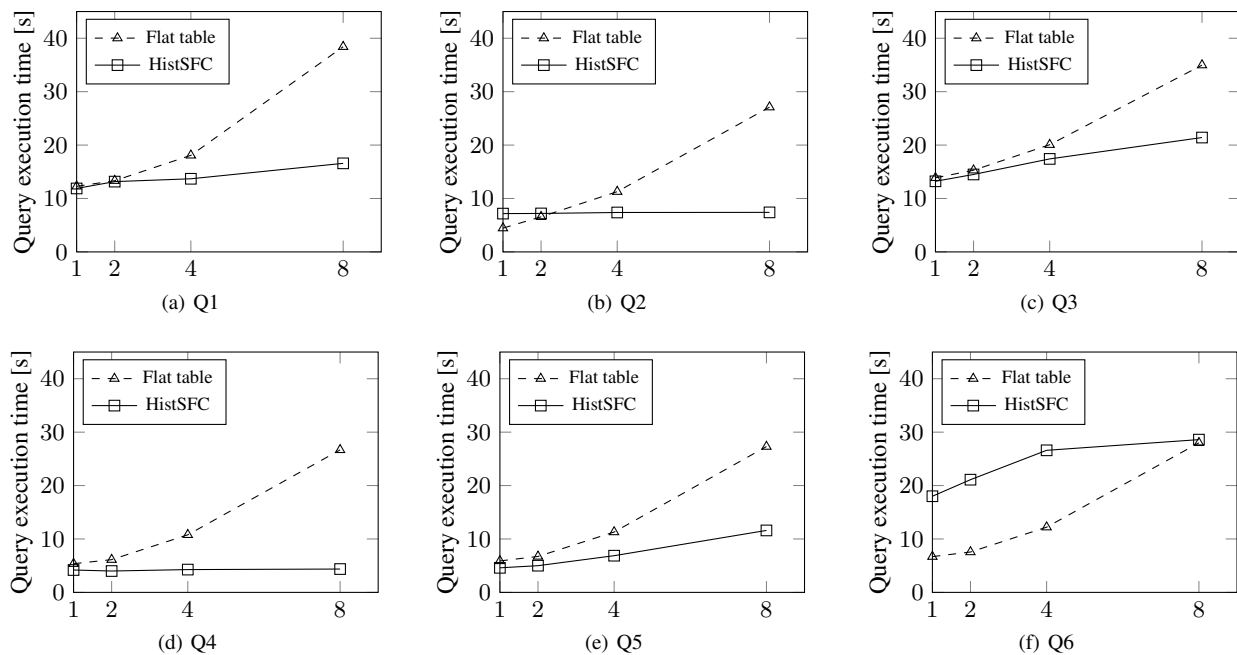 Query execution time [s]
40
30
20
10
0
Flat table
HistSFC
1 2 4 8
(a) Q1
Query execution time [s]
40
30
20
10
0
Flat table
HistSFC
1 2 4 8
(b) Q2
Query execution time [s]
40
30
20
10
0
Flat table
HistSFC
1 2 4 8
(c) Q3
Query execution time [s]
40
30
20
10
0
Flat table
HistSFC
1 2 4 8
(d) Q4
Query execution time [s]
40
30
20
10
0
Flat table
HistSFC
1 2 4 8
(e) Q5
Query execution time [s]
40
30
20
10
0
Flat table
HistSFC
1 2 4 8
(f) Q6